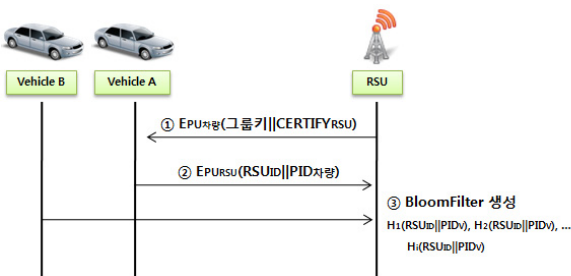 Vehicle B
Vehicle A
RSU
① EPU차량(그룹키||CERTIFYRSU)
② EPURSU(RSUID||PID차량)
③ BloomFilter 생성
H1(RSUID||PIDV), H2(RSUID||PIDV), ...
Hi(RSUID||PIDV)